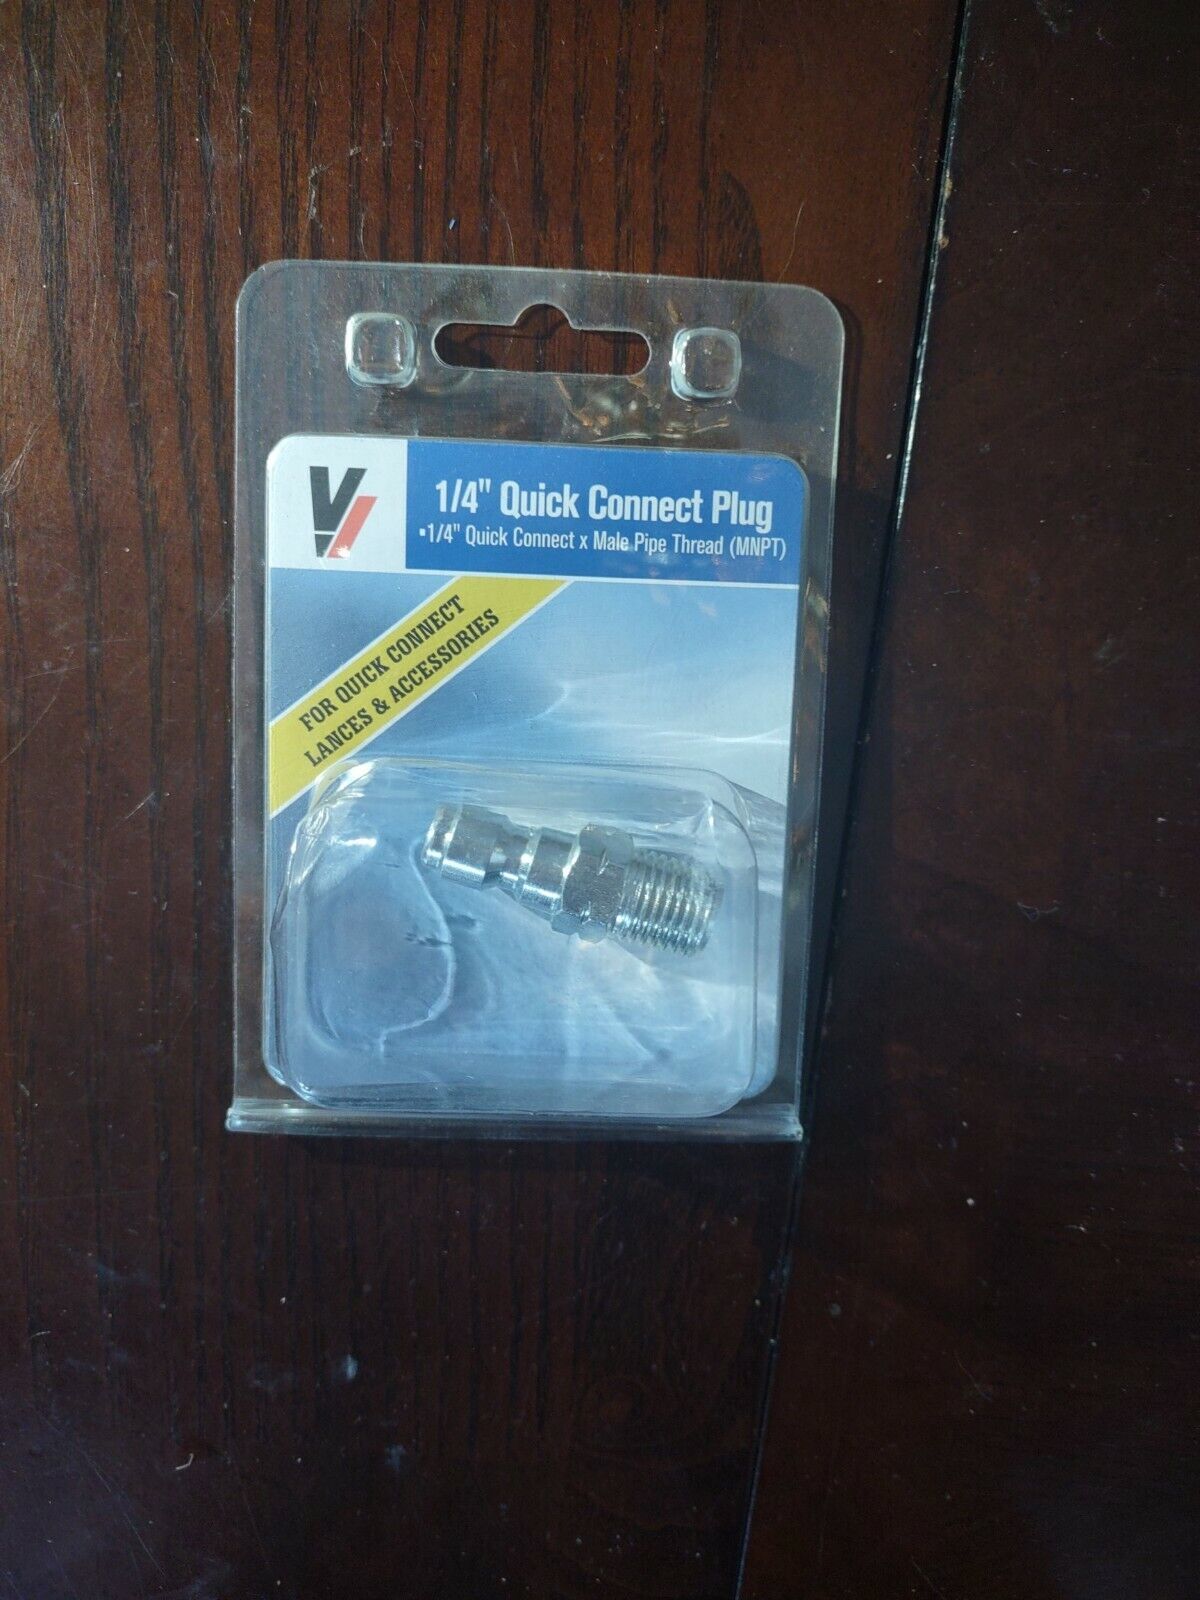 V
1/4" Quick Connect Plug
•1/4" Quick Connect x Male Pipe Thread (MNPT)
FOR QUICK CONNECT
LANCES & ACCESSORIES